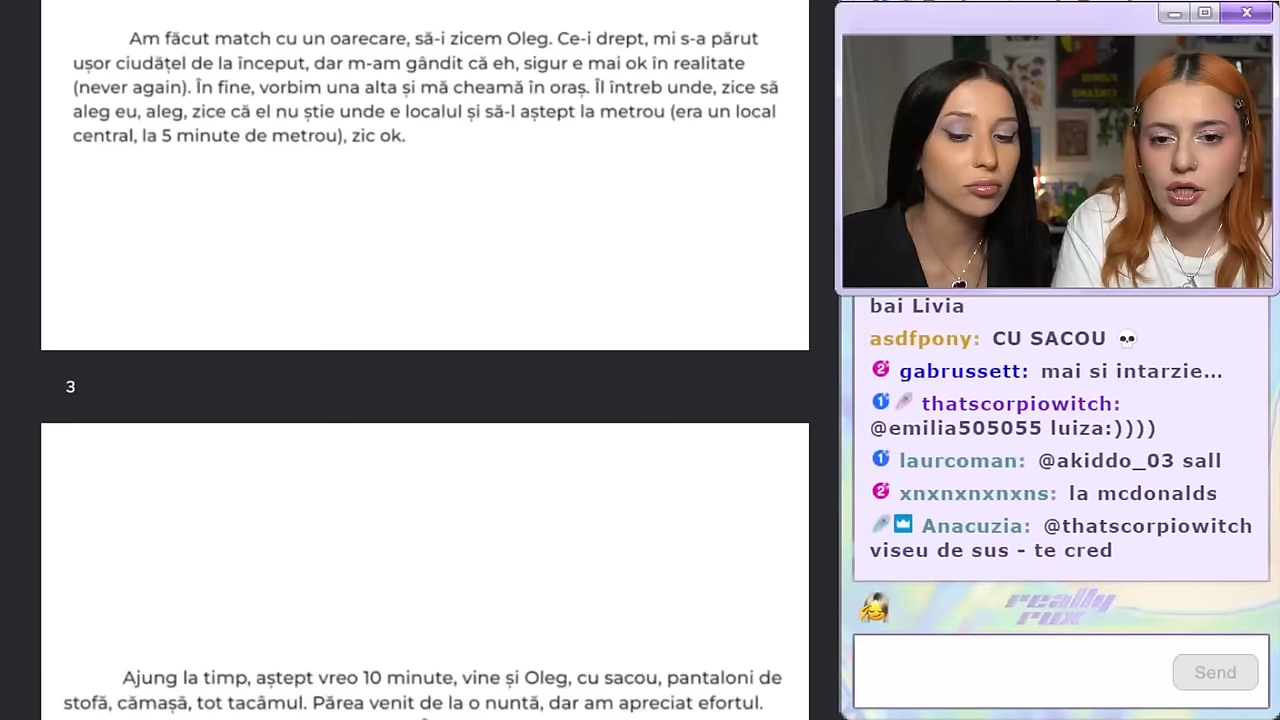 Am făcut match cu un oarecare, să-i zicem Oleg. Ce-i drept, mi s-a părut
ușor ciudățel de la început, dar m-am gândit că eh, sigur e mai ok în realitate
(never again). În fine, vorbim una alta și mă cheamă în oraș. Îl întreb unde, zice să
aleg eu, aleg, zice că el nu știe unde e localul și să-l aștept la metrou (era un local
central, la 5 minute de metrou), zic ok.
3
Ajung la timp, aștept vreo 10 minute, vine și Oleg, cu sacou, pantaloni de
stofă, cămașă, tot tacâmul. Părea venit de la o nuntă, dar am apreciat efortul.
bai Livia
asdfpony: CU SACOU 💀
2 gabrussett: mai si intarzie...
1 thatscorpiowitch:
@emilia505055 luiza:))))
1 laurcoman: @akiddo_03 sall
2 xnxnxnxnxns: la mcdonalds
Anacuzia: @thatscorpiowitch
viseu de sus - te cred
really
rux
Send